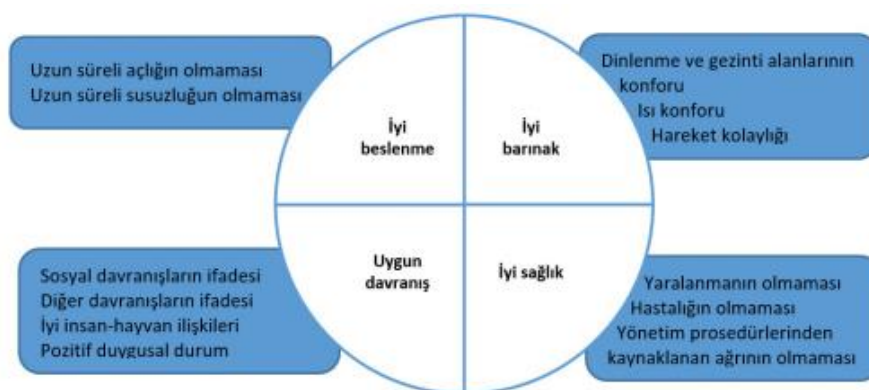 Uzun süreli açlığın olmaması
Uzun süreli susuzluğun olmaması
Dinlenme ve gezinti alanlarının
konforu
Isı konforu
Hareket kolaylığı
İyi
beslenme
İyi
barınak
Uygun
davranış
İyi sağlık
Sosyal davranışların ifadesi
Diğer davranışların ifadesi
İyi insan-hayvan ilişkileri
Pozitif duygusal durum
Yaralanmanın olmaması
Hastalığın olmaması
Yönetim prosedürlerinden
kaynaklanan ağrının olmaması